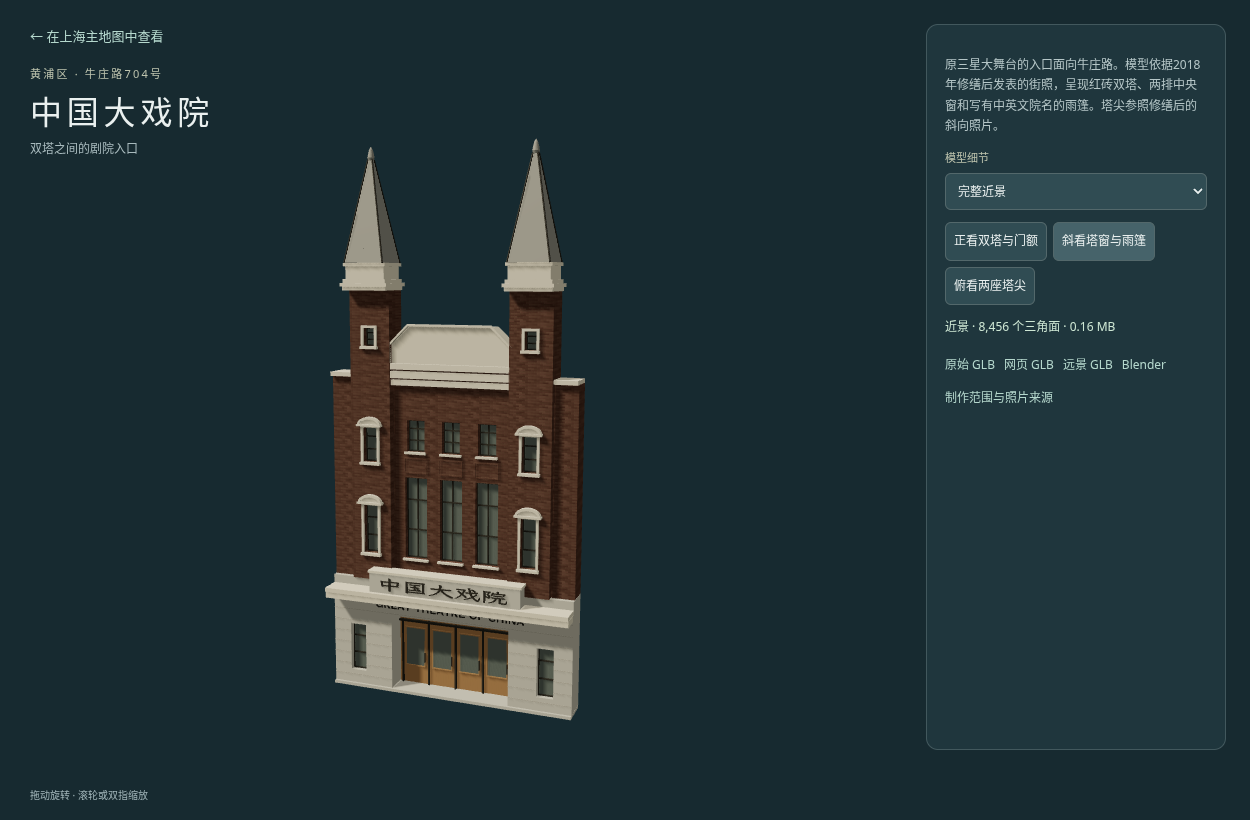 ← 在上海主地图中查看
黄浦区 · 牛庄路704号
中国大戏院
双塔之间的剧院入口
中国大戏院
GREAT THEATRE OF CHINA
原三星大舞台的入口面向牛庄路。模型依据2018
年修缮后发表的街照，呈现红砖双塔、两排中央
窗和写有中英文院名的雨篷。塔尖参照修缮后的
斜向照片。
模型细节
完整近景
正看双塔与门额 斜看塔窗与雨篷
俯看两座塔尖
近景 · 8,456 个三角面 · 0.16 MB
原始 GLB 网页 GLB 远景 GLB Blender
制作范围与照片来源
拖动旋转 · 滚轮或双指缩放